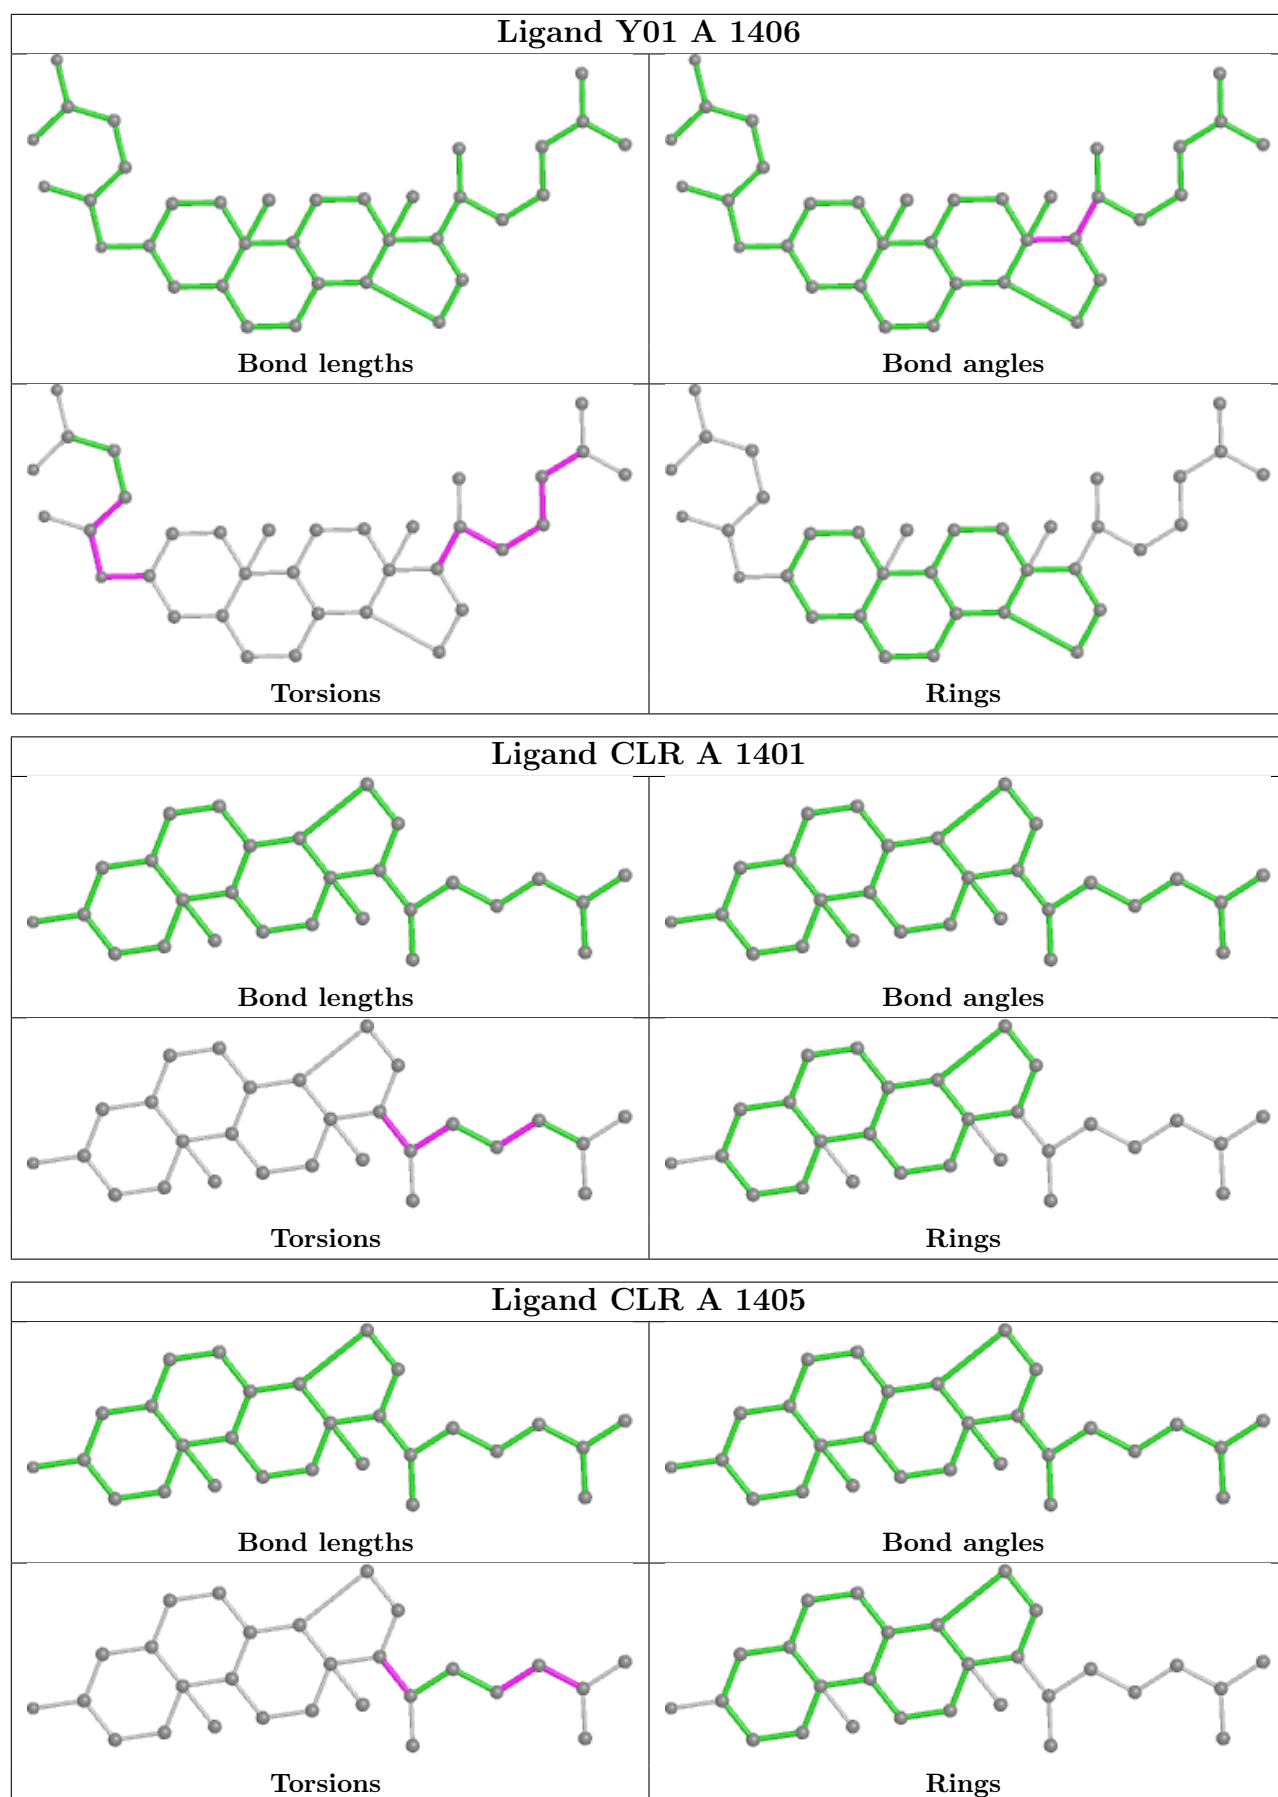 Ligand Y01 A 1406
Bond lengths
Bond angles
Torsions
Rings
Ligand CLR A 1401
Bond lengths
Bond angles
Torsions
Rings
Ligand CLR A 1405
Bond lengths
Bond angles
Torsions
Rings